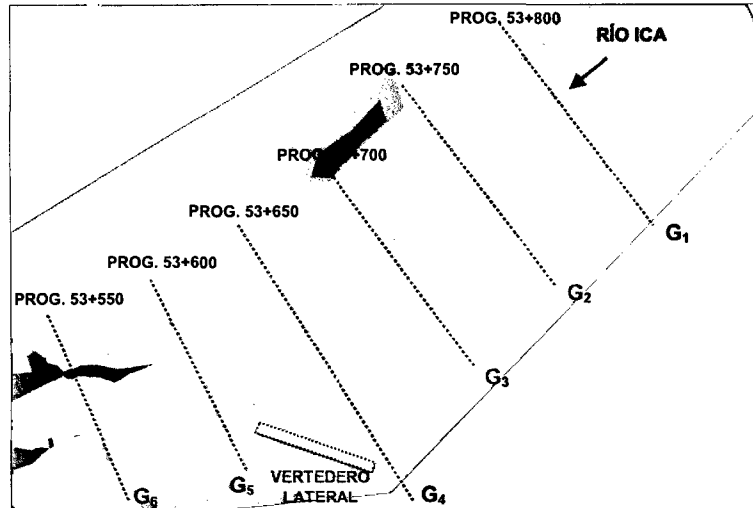 PROG. 53+800
RÍO ICA
PROG. 53+750
PROG. 53+700
PROG. 53+650
G₁
PROG. 53+600
PROG. 53+550
G₂
G₃
VERTEDERO
LATERAL
G₄
G₅
G₆